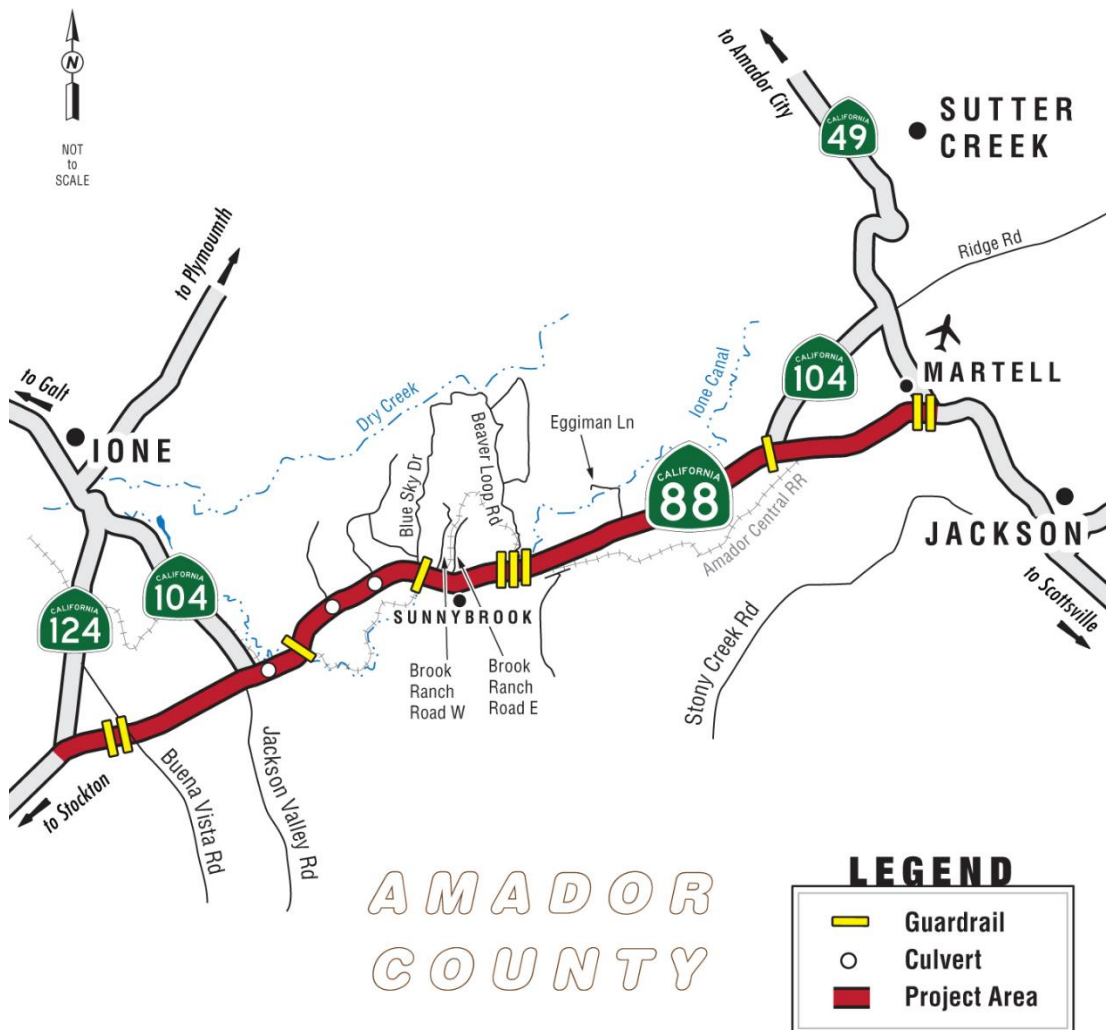 N
NOT
to
SCALE
to Amador City
CALIFORNIA
49
SUTTER
CREEK
to Plymoumth
Ridge Rd
to Galt
IONE
Dry Creek
Ione Canal
CALIFORNIA
104
MARTELL
Blue Sky Dr
Beaver Loop Rd
Eggiman Ln
CALIFORNIA
88
Amador Central RR
JACKSON
to Scottsville
CALIFORNIA
124
CALIFORNIA
104
SUNNYBROOK
Brook
Ranch
Road W
Brook
Ranch
Road E
Stony Creek Rd
to Stockton
Buena Vista Rd
Jackson Valley Rd
AMADOR
COUNTY
LEGEND
Guardrail
Culvert
Project Area